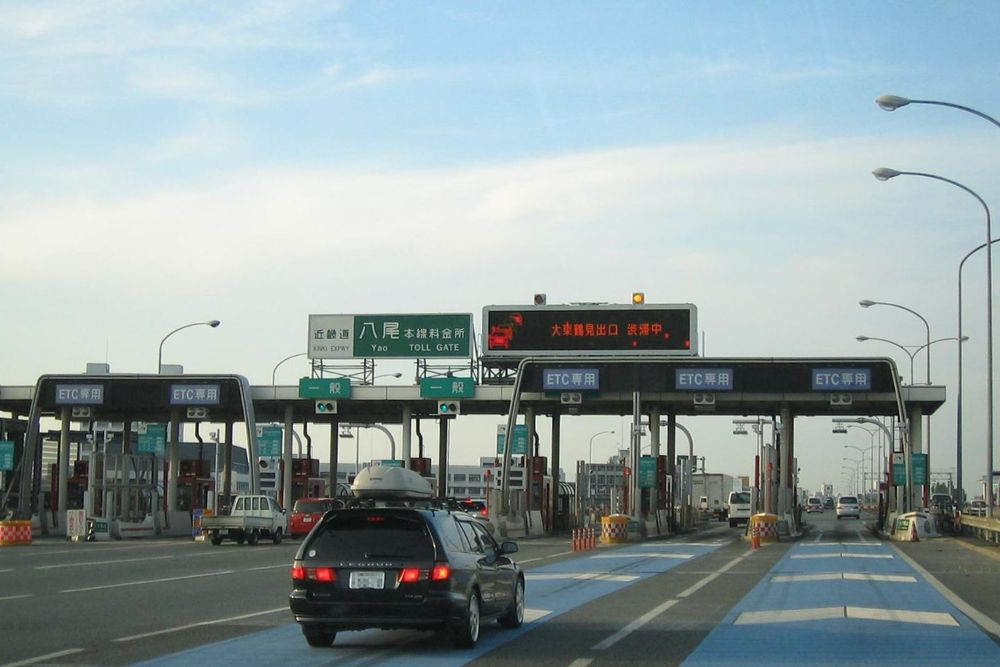 近畿道
KINKI EXPWY
八尾 本線料金所
Yao TOLL GATE
大東鶴見出口 渋滞中
ETC専用
ETC専用
一般
一般
ETC専用
ETC専用
ETC専用
LEGNUM